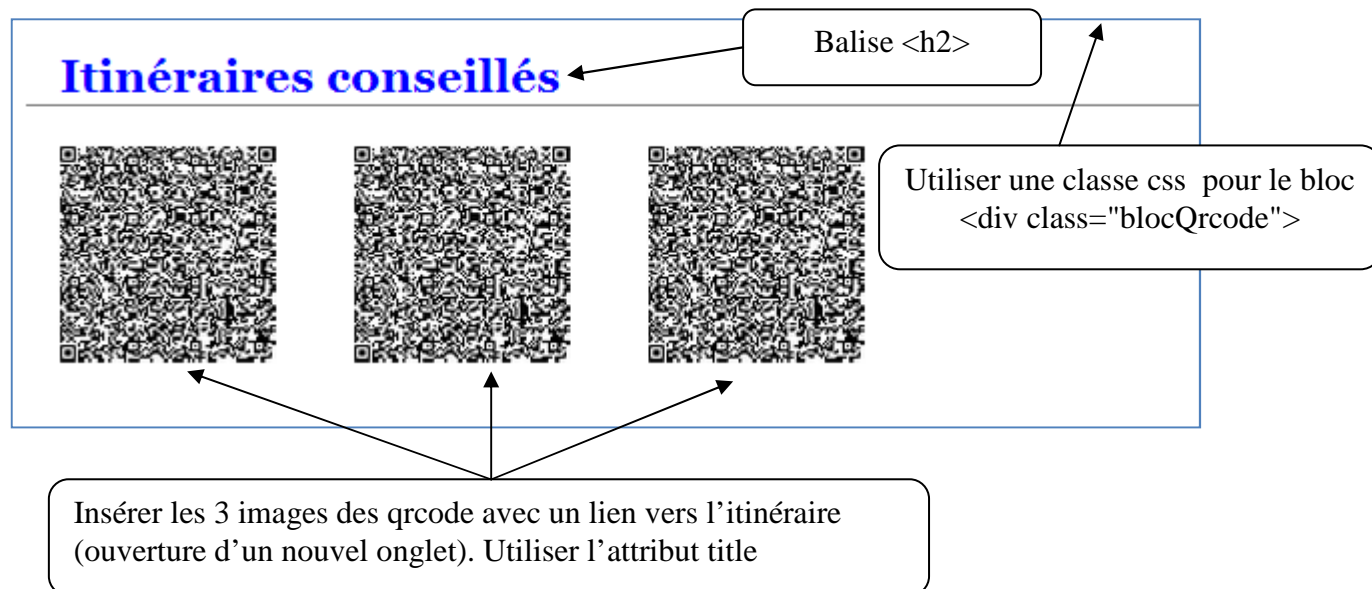 Balise <h2>
Itinéraires conseillés
Utiliser une classe css pour le bloc
<div class="blocQrcode">
Insérer les 3 images des qrcode avec un lien vers l’itinéraire
(ouverture d’un nouvel onglet). Utiliser l’attribut title